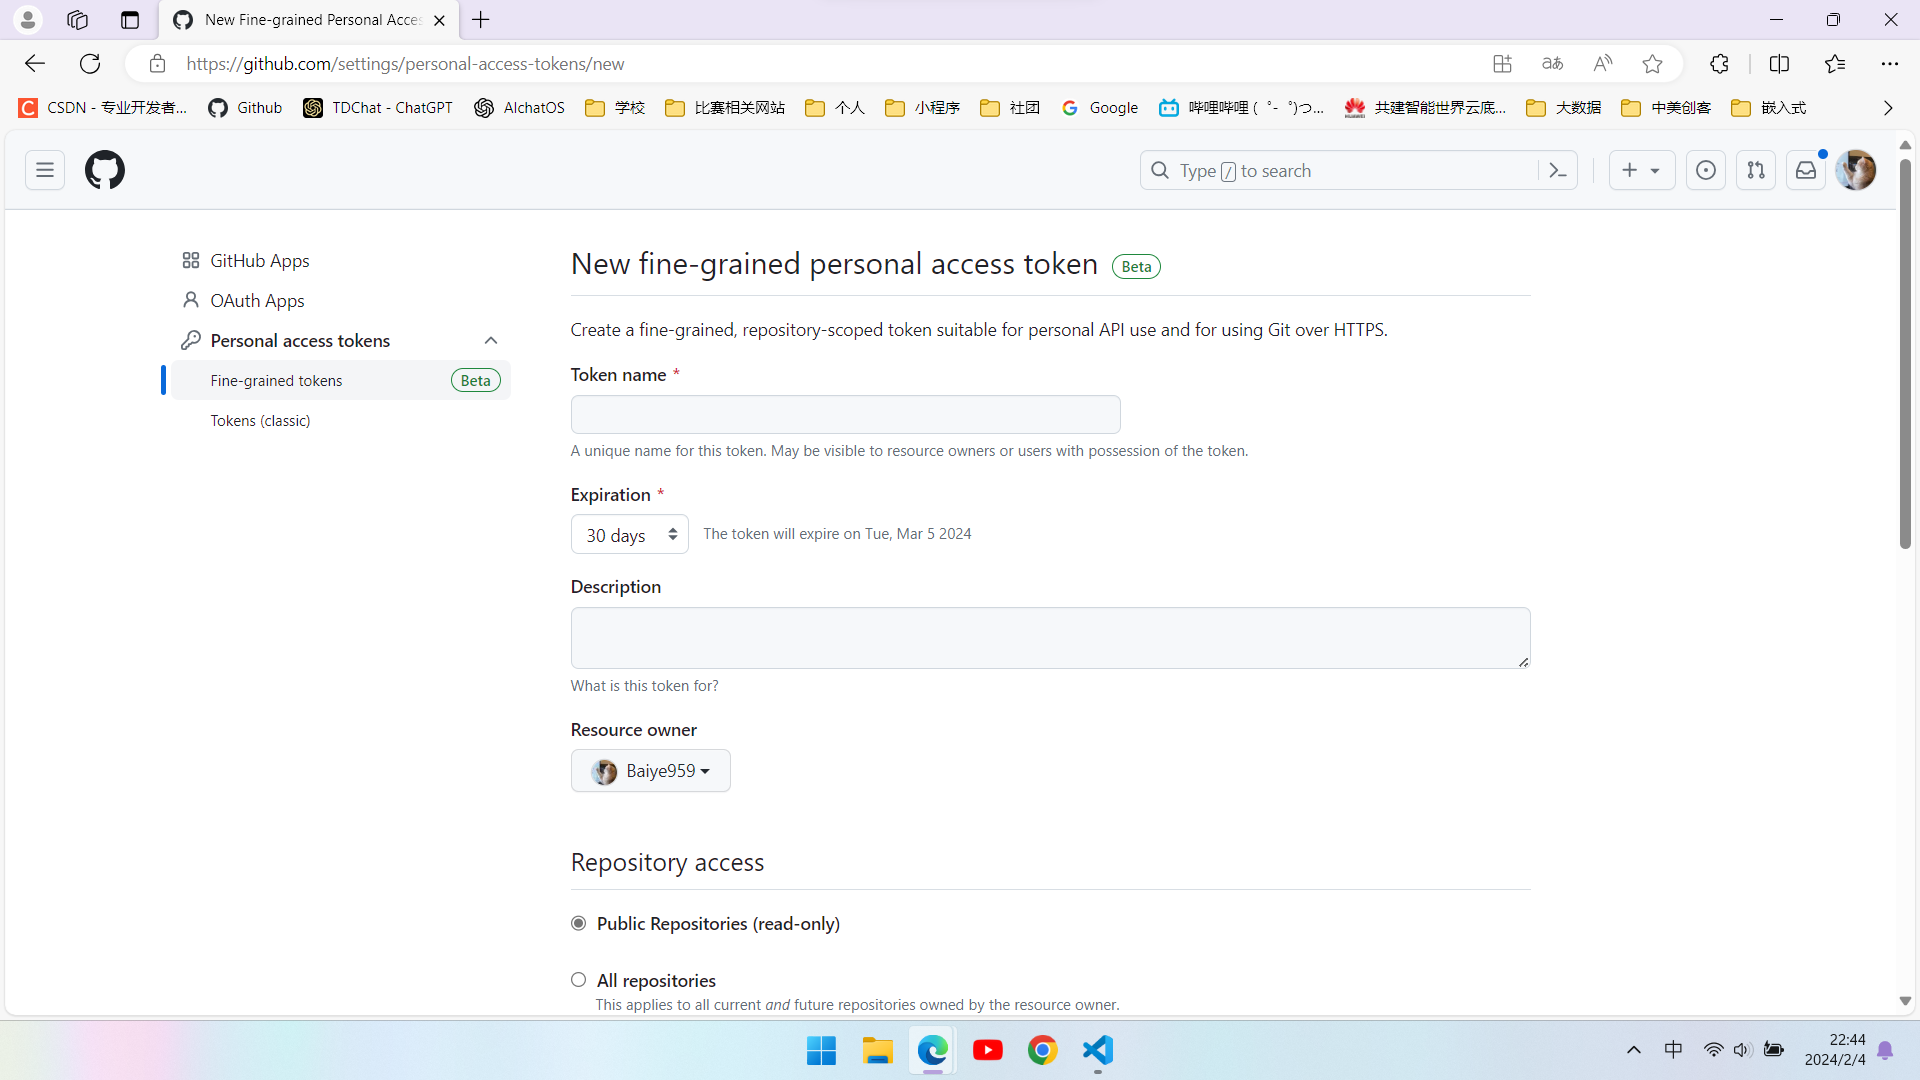 New Fine-grained Personal Acces
https://github.com/settings/personal-access-tokens/new
CSDN - 专业开发者...
Github
TDChat - ChatGPT
AIchatOS
学校
比赛相关网站
个人
小程序
社团
Google
哔哩哔哩 (゜-゜)つ...
共建智能世界云底...
大数据
中美创客
嵌入式
Type / to search
GitHub Apps
OAuth Apps
Personal access tokens
Fine-grained tokens Beta
Tokens (classic)
New fine-grained personal access token Beta
Create a fine-grained, repository-scoped token suitable for personal API use and for using Git over HTTPS.
Token name *
A unique name for this token. May be visible to resource owners or users with possession of the token.
Expiration *
30 days The token will expire on Tue, Mar 5 2024
Description
What is this token for?
Resource owner
Baiye959
Repository access
Public Repositories (read-only)
All repositories
This applies to all current and future repositories owned by the resource owner.
中
22:44
2024/2/4